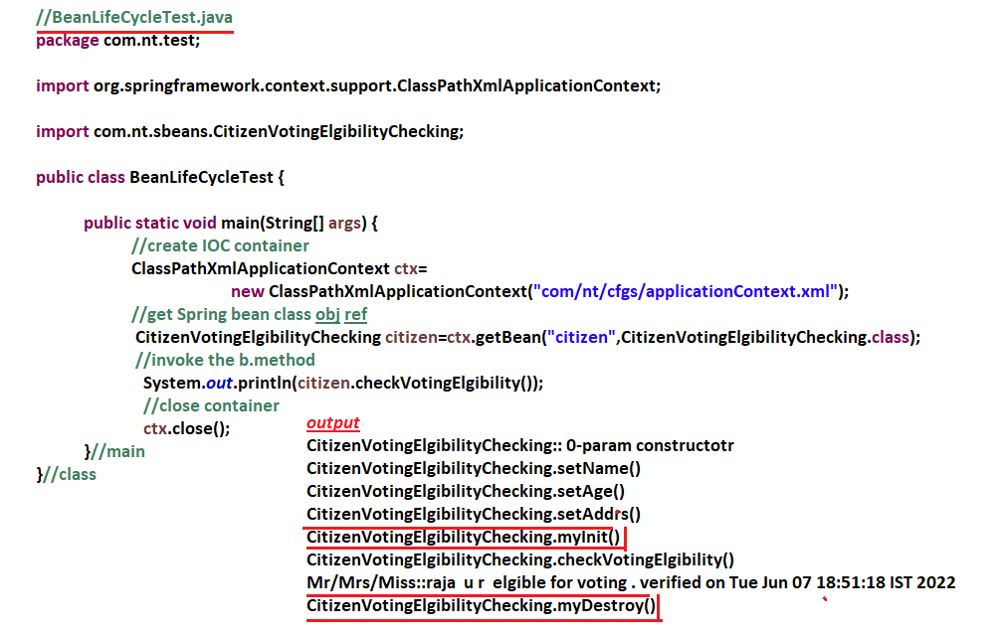 //BeanLifeCycleTest.java
package com.nt.test;
import org.springframework.context.support.ClassPathXmlApplicationContext;
import com.nt.sbeans.CitizenVotingElgibilityChecking;
public class BeanLifeCycleTest {
public static void main(String[] args) {
//create IOC container
ClassPathXmlApplicationContext ctx=
new ClassPathXmlApplicationContext("com/nt/cfgs/applicationContext.xml");
//get Spring bean class obj ref
CitizenVotingElgibilityChecking citizen=ctx.getBean("citizen",CitizenVotingElgibilityChecking.class);
//invoke the b.method
System.out.println(citizen.checkVotingElgibility());
//close container
ctx.close();
}//main
}//class
output
CitizenVotingElgibilityChecking:: 0-param constructotr
CitizenVotingElgibilityChecking.setName()
CitizenVotingElgibilityChecking.setAge()
CitizenVotingElgibilityChecking.setAddrs()
CitizenVotingElgibilityChecking.myInit()
CitizenVotingElgibilityChecking.checkVotingElgibility()
Mr/Mrs/Miss::raja u r elgible for voting . verified on Tue Jun 07 18:51:18 IST 2022
CitizenVotingElgibilityChecking.myDestroy()